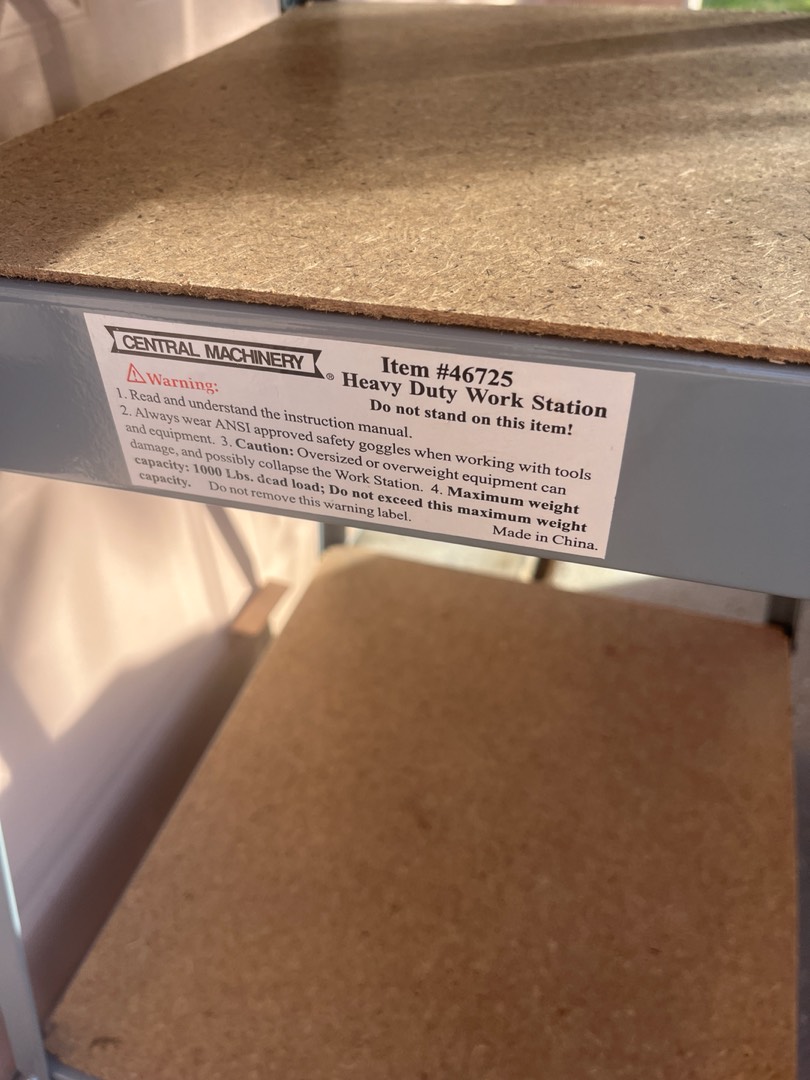 CENTRAL MACHINERY ®
Item #46725
Heavy Duty Work Station
Do not stand on this item!
⚠Warning:
1. Read and understand the instruction manual.
2. Always wear ANSI approved safety goggles when working with tools
and equipment. 3. Caution: Oversized or overweight equipment can
damage, and possibly collapse the Work Station. 4. Maximum weight
capacity: 1000 Lbs. dead load; Do not exceed this maximum weight
capacity. Do not remove this warning label.
Made in China.